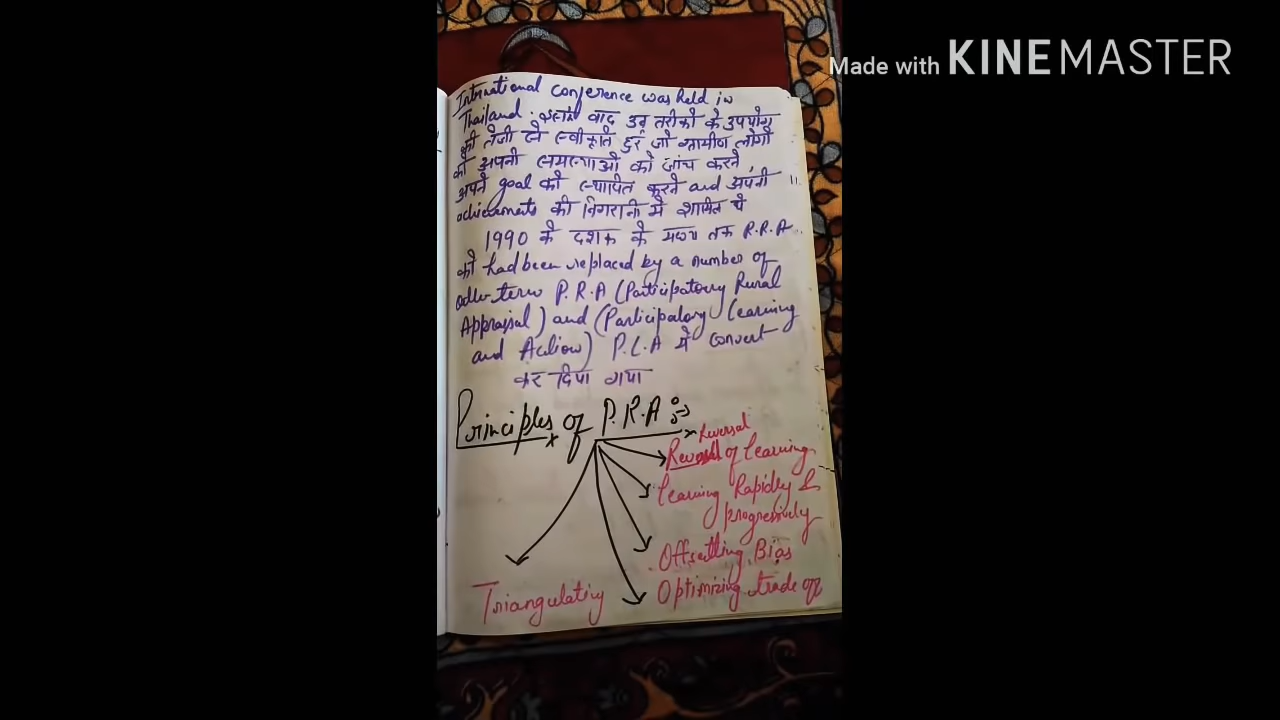 Made with KINEMASTER
International conference was held in
Thailand. इसके बाद उन तरीको के उपयोग
की तेजी से स्वीकृति हुई जो ग्रामीण लोगो
को अपनी समस्याओ को जांच करने,
अपने goal को स्थापित करने and अपनी
achievements की निगरानी मे शामिल थे
1990 के दशक के मध्य तक R.R.A
को had been replaced by a number of
other term P.R.A (Participatory Rural
Appraisal) and (Participatory Learning
and Action) P.L.A मे convert
कर दिया गया
Principles of P.R.A :→
Reversal
of learning
Learning Rapidly &
progressively
Offsetting Bias
Optimizing trade off
Triangulating